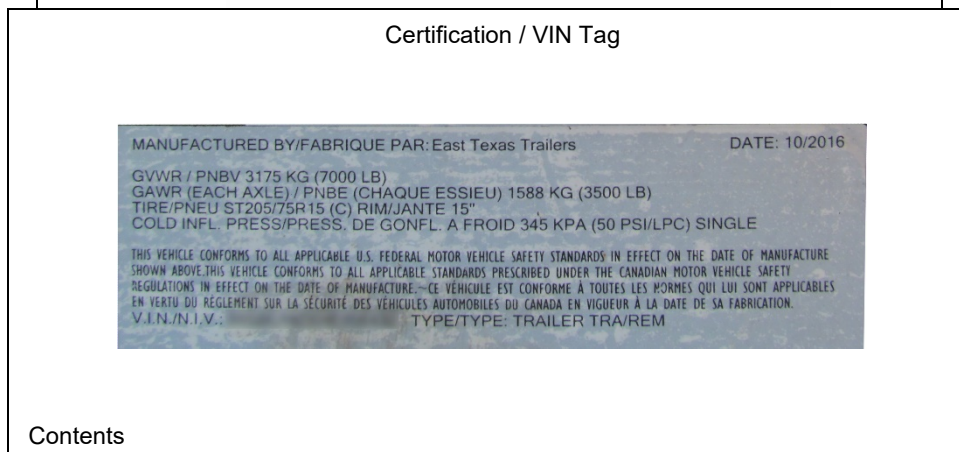 Certification / VIN Tag
MANUFACTURED BY/FABRIQUE PAR: East Texas Trailers DATE: 10/2016
GVWR / PNBV 3175 KG (7000 LB)
GAWR (EACH AXLE) / PNBE (CHAQUE ESSIEU) 1588 KG (3500 LB)
TIRE/PNEU ST205/75R15 (C) RIM/JANTE 15"
COLD INFL. PRESS/PRESS. DE GONFL. A FROID 345 KPA (50 PSI/LPC) SINGLE
THIS VEHICLE CONFORMS TO ALL APPLICABLE U.S. FEDERAL MOTOR VEHICLE SAFETY STANDARDS IN EFFECT ON THE DATE OF MANUFACTURE
SHOWN ABOVE.THIS VEHICLE CONFORMS TO ALL APPLICABLE STANDARDS PRESCRIBED UNDER THE CANADIAN MOTOR VEHICLE SAFETY
REGULATIONS IN EFFECT ON THE DATE OF MANUFACTURE.~CE VÉHICULE EST CONFORME À TOUTES LES NORMES QUI LUI SONT APPLICABLES
EN VERTU DU RÈGLEMENT SUR LA SÉCURITÉ DES VÉHICULES AUTOMOBILES DU CANADA EN VIGUEUR À LA DATE DE SA FABRICATION.
V.I.N./N.I.V.: TYPE/TYPE: TRAILER TRA/REM
Contents